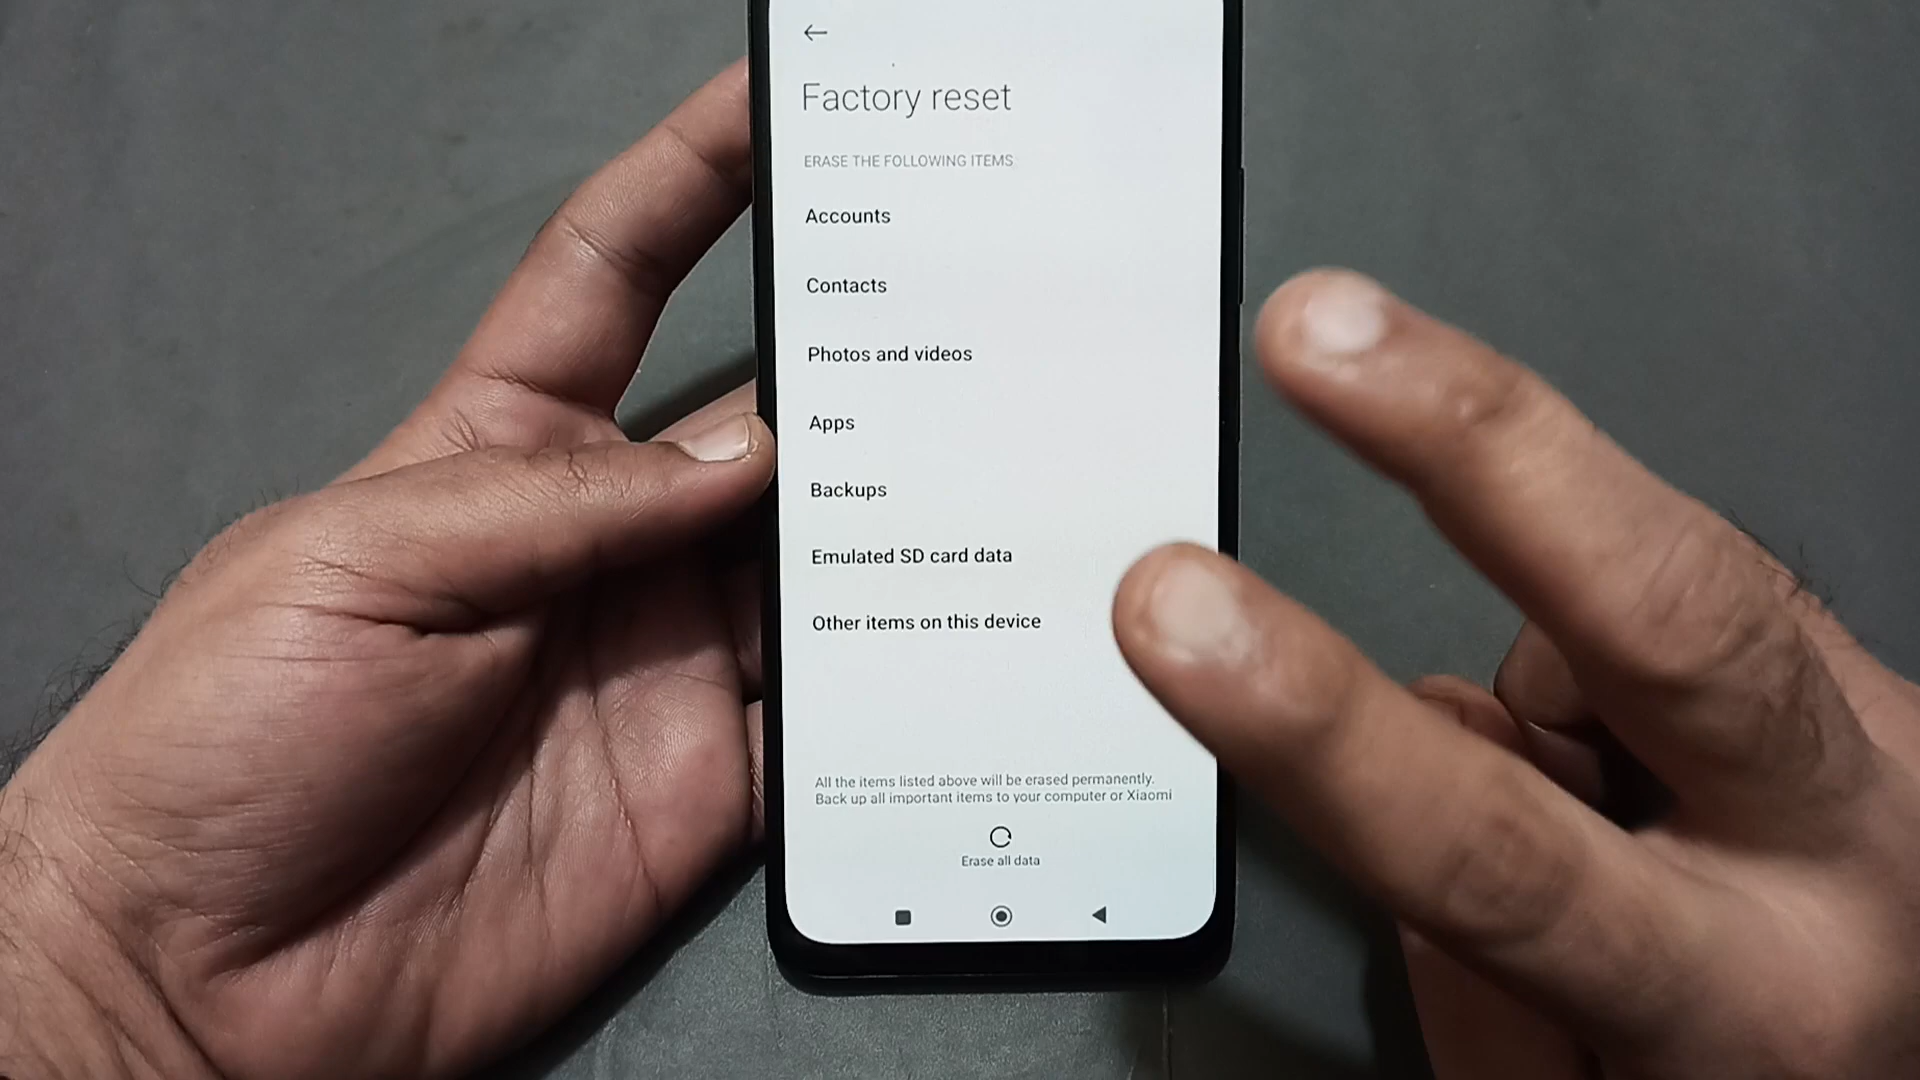 Factory reset
ERASE THE FOLLOWING ITEMS
Accounts
Contacts
Photos and videos
Apps
Backups
Emulated SD card data
Other items on this device
All the items listed above will be erased permanently.
Back up all important items to your computer or Xiaomi
Erase all data